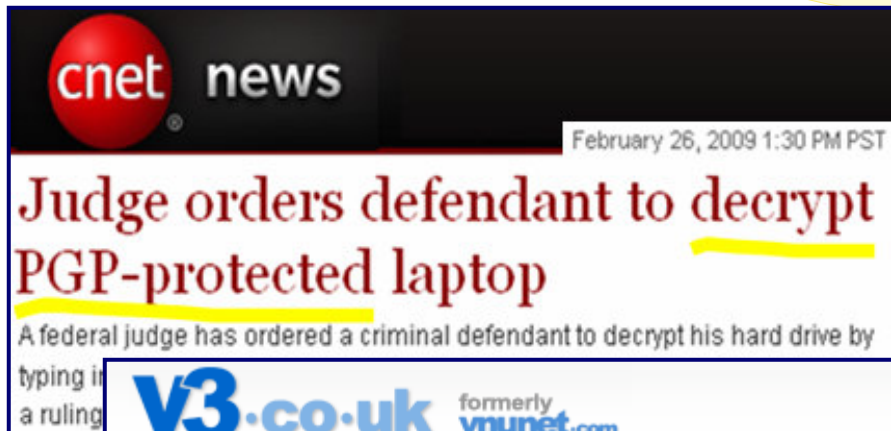 cnet news
February 26, 2009 1:30 PM PST
Judge orders defendant to decrypt
PGP-protected laptop
A federal judge has ordered a criminal defendant to decrypt his hard drive by
typing
a ruling
V3.co.uk formerly
vnunet.com